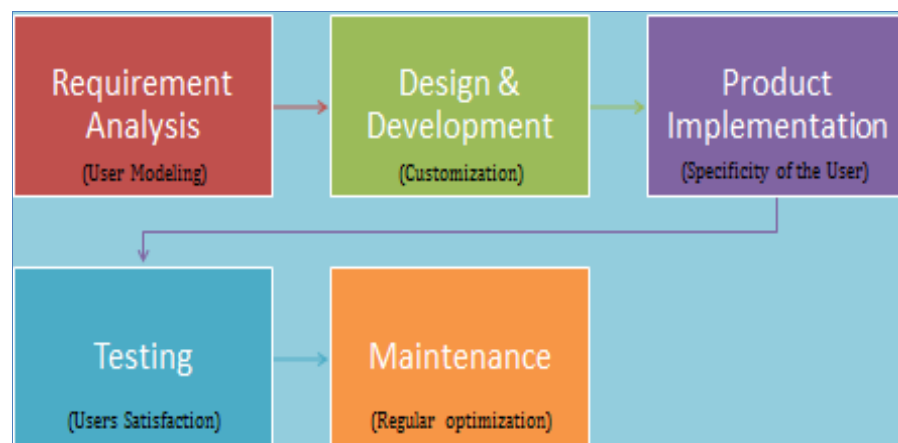 Requirement
Analysis
(User Modeling)
Design &
Development
(Customization)
Product
Implementation
(Specificity of the User)
Testing
(Users Satisfaction)
Maintenance
(Regular optimization)